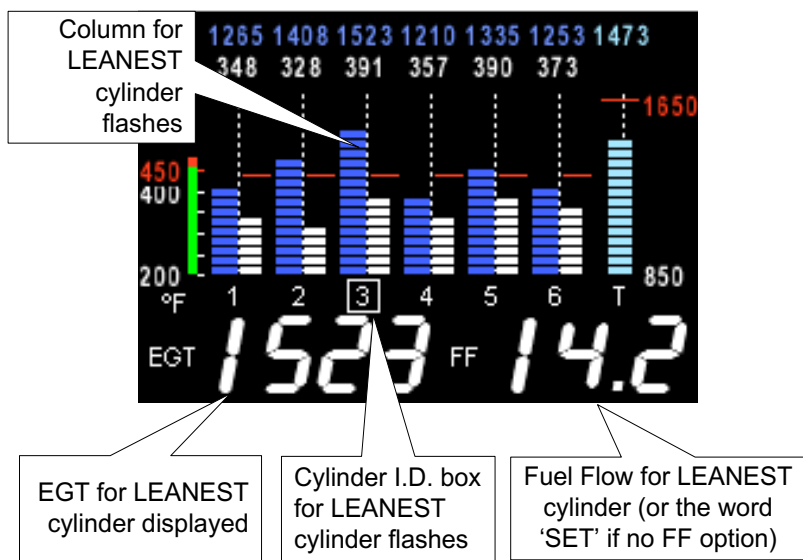 Column for
LEANEST
cylinder
flashes
1265 1408 1523 1210 1335 1253 1473
348 328 391 357 390 373
1650
450
400
200
850
°F 1 2 3 4 5 6 T
EGT 1523 FF 14.2
EGT for LEANEST
cylinder displayed
Cylinder I.D. box
for LEANEST
cylinder flashes
Fuel Flow for LEANEST
cylinder (or the word
‘SET’ if no FF option)